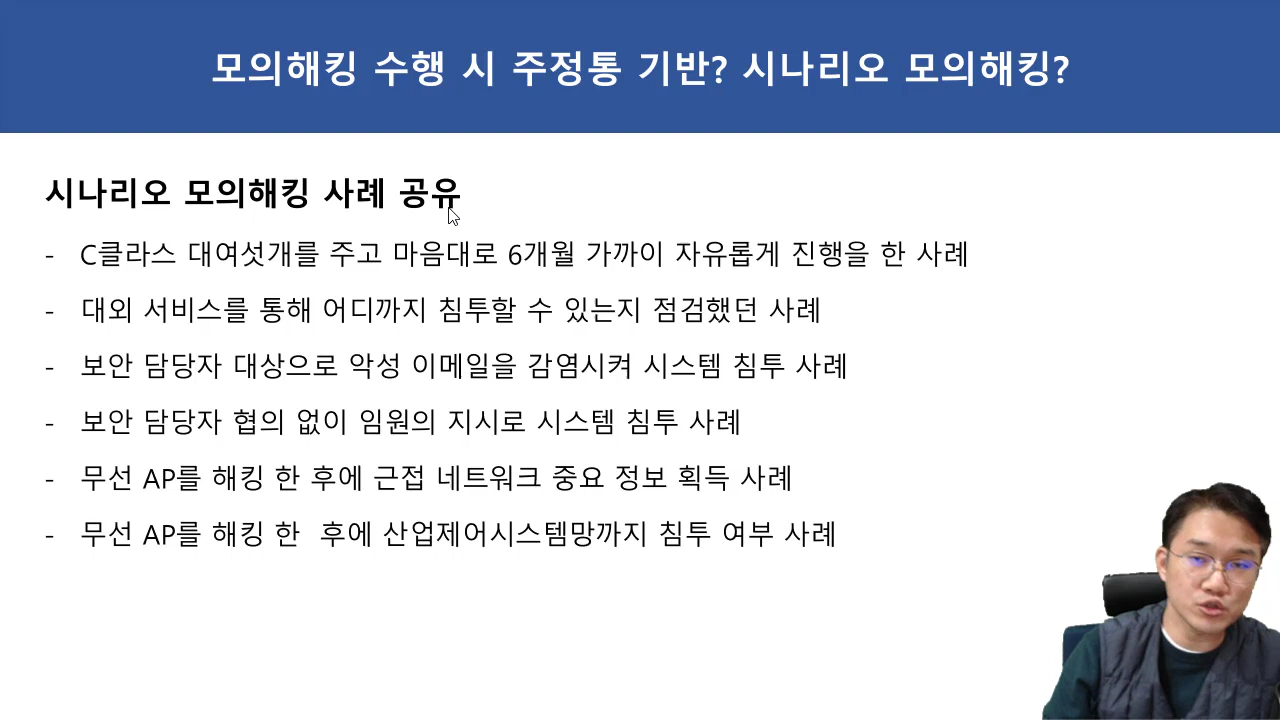 모의해킹 수행 시 주정통 기반? 시나리오 모의해킹?
시나리오 모의해킹 사례 공유
- C클라스 대여섯개를 주고 마음대로 6개월 가까이 자유롭게 진행을 한 사례
- 대외 서비스를 통해 어디까지 침투할 수 있는지 점검했던 사례
- 보안 담당자 대상으로 악성 이메일을 감염시켜 시스템 침투 사례
- 보안 담당자 협의 없이 임원의 지시로 시스템 침투 사례
- 무선 AP를 해킹 한 후에 근접 네트워크 중요 정보 획득 사례
- 무선 AP를 해킹 한  후에 산업제어시스템망까지 침투 여부 사례